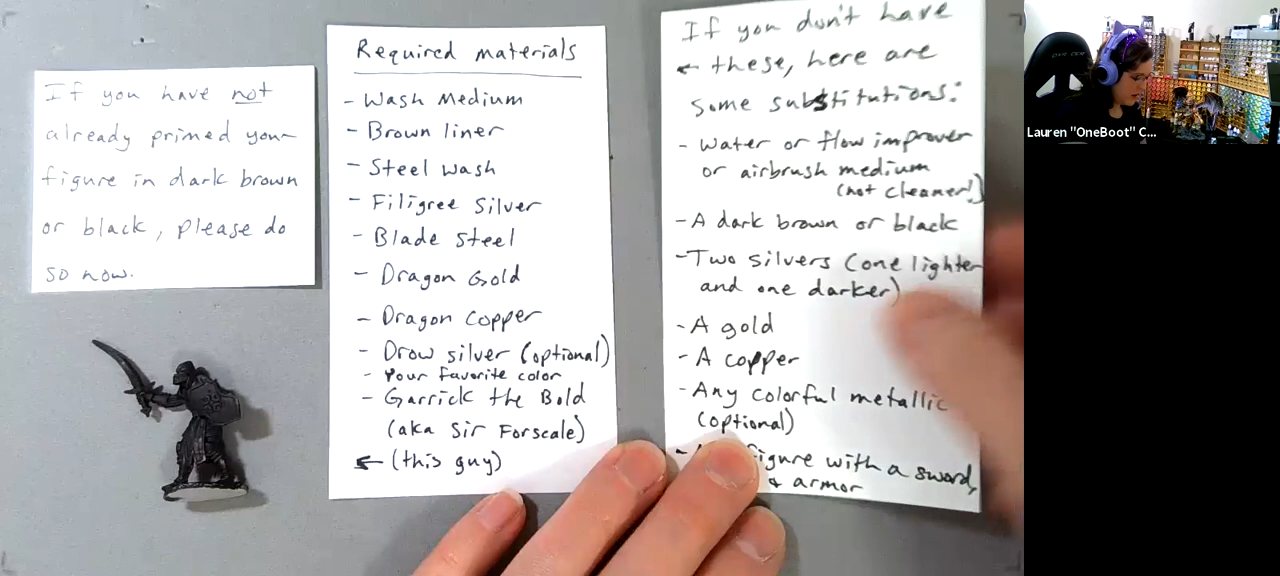 If you have not
already primed your
figure in dark brown
or black, please do
so now.
Required materials
- Wash Medium
- Brown liner
- Steel wash
- Filigree Silver
- Blade Steel
- Dragon Gold
- Dragon Copper
- Drow silver (optional)
- Your favorite color
- Garrick the Bold
(aka Sir Forscale)
← (this guy)
If you don't have
← these, here are
some substitutions:
- Water or flow improver
or airbrush medium
(not cleaner!)
- A dark brown or black
- Two silvers (one lighter
and one darker)
- A gold
- A copper
- Any colorful metallic
(optional)
figure with a sword,
& armor
Lauren "OneBoot" C...